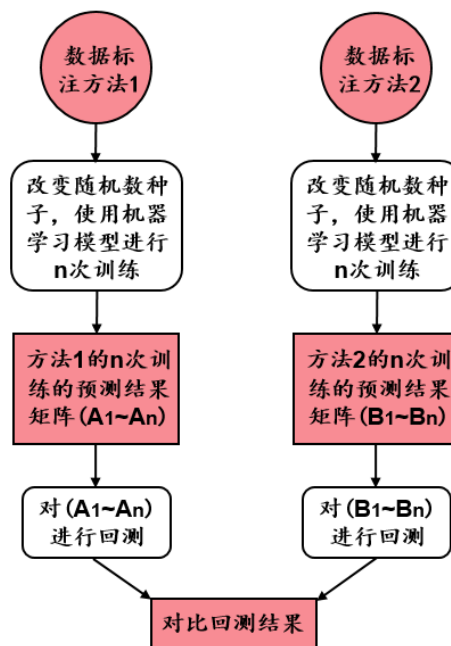 数据标
注方法1
改变随机数种
子，使用机器
学习模型进行
n次训练
方法1的n次训
练的预测结果
矩阵(A1~An)
对(A1~An)
进行回测
数据标
注方法2
改变随机数种
子，使用机器
学习模型进行
n次训练
方法2的n次训
练的预测结果
矩阵(B1~Bn)
对(B1~Bn)
进行回测
对比回测结果